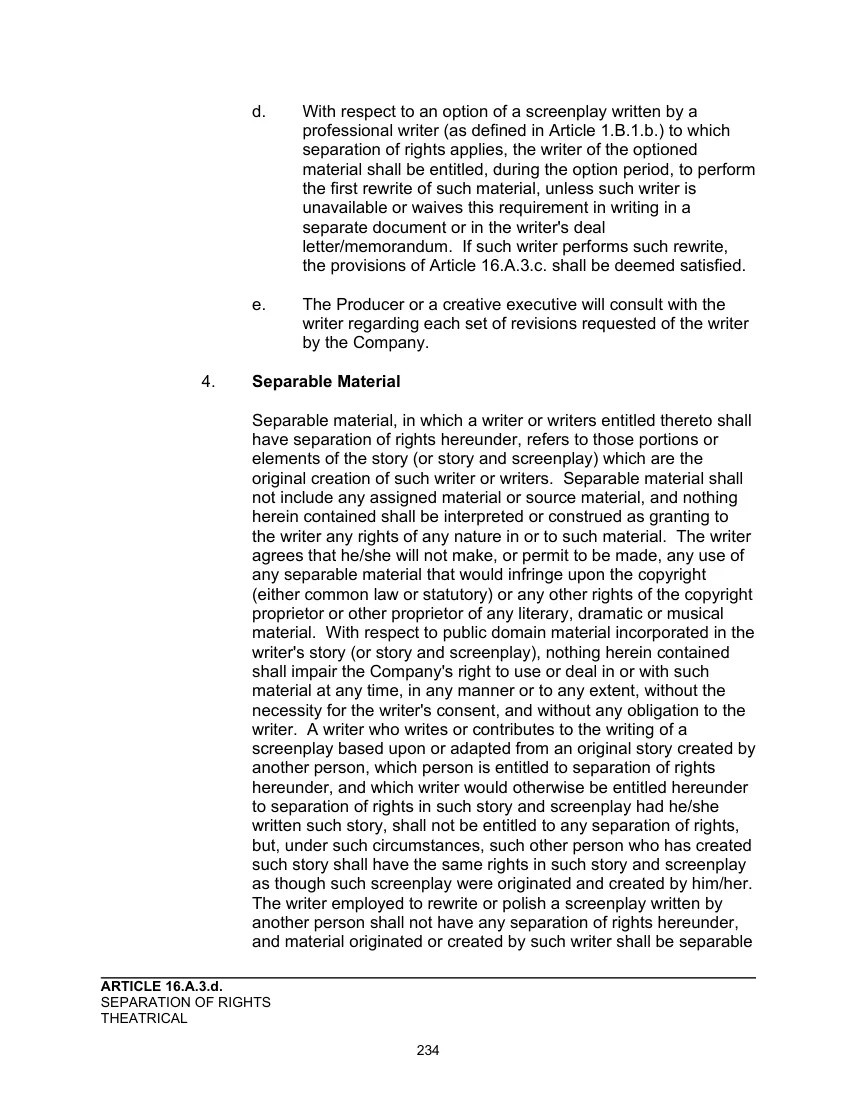 d. With respect to an option of a screenplay written by a
professional writer (as defined in Article 1.B.1.b.) to which
separation of rights applies, the writer of the optioned
material shall be entitled, during the option period, to perform
the first rewrite of such material, unless such writer is
unavailable or waives this requirement in writing in a
separate document or in the writer's deal
letter/memorandum.  If such writer performs such rewrite,
the provisions of Article 16.A.3.c. shall be deemed satisfied.
e. The Producer or a creative executive will consult with the
writer regarding each set of revisions requested of the writer
by the Company.
4. Separable Material
Separable material, in which a writer or writers entitled thereto shall
have separation of rights hereunder, refers to those portions or
elements of the story (or story and screenplay) which are the
original creation of such writer or writers.  Separable material shall
not include any assigned material or source material, and nothing
herein contained shall be interpreted or construed as granting to
the writer any rights of any nature in or to such material.  The writer
agrees that he/she will not make, or permit to be made, any use of
any separable material that would infringe upon the copyright
(either common law or statutory) or any other rights of the copyright
proprietor or other proprietor of any literary, dramatic or musical
material.  With respect to public domain material incorporated in the
writer's story (or story and screenplay), nothing herein contained
shall impair the Company's right to use or deal in or with such
material at any time, in any manner or to any extent, without the
necessity for the writer's consent, and without any obligation to the
writer.  A writer who writes or contributes to the writing of a
screenplay based upon or adapted from an original story created by
another person, which person is entitled to separation of rights
hereunder, and which writer would otherwise be entitled hereunder
to separation of rights in such story and screenplay had he/she
written such story, shall not be entitled to any separation of rights,
but, under such circumstances, such other person who has created
such story shall have the same rights in such story and screenplay
as though such screenplay were originated and created by him/her.
The writer employed to rewrite or polish a screenplay written by
another person shall not have any separation of rights hereunder,
and material originated or created by such writer shall be separable
ARTICLE 16.A.3.d.
SEPARATION OF RIGHTS
THEATRICAL
234